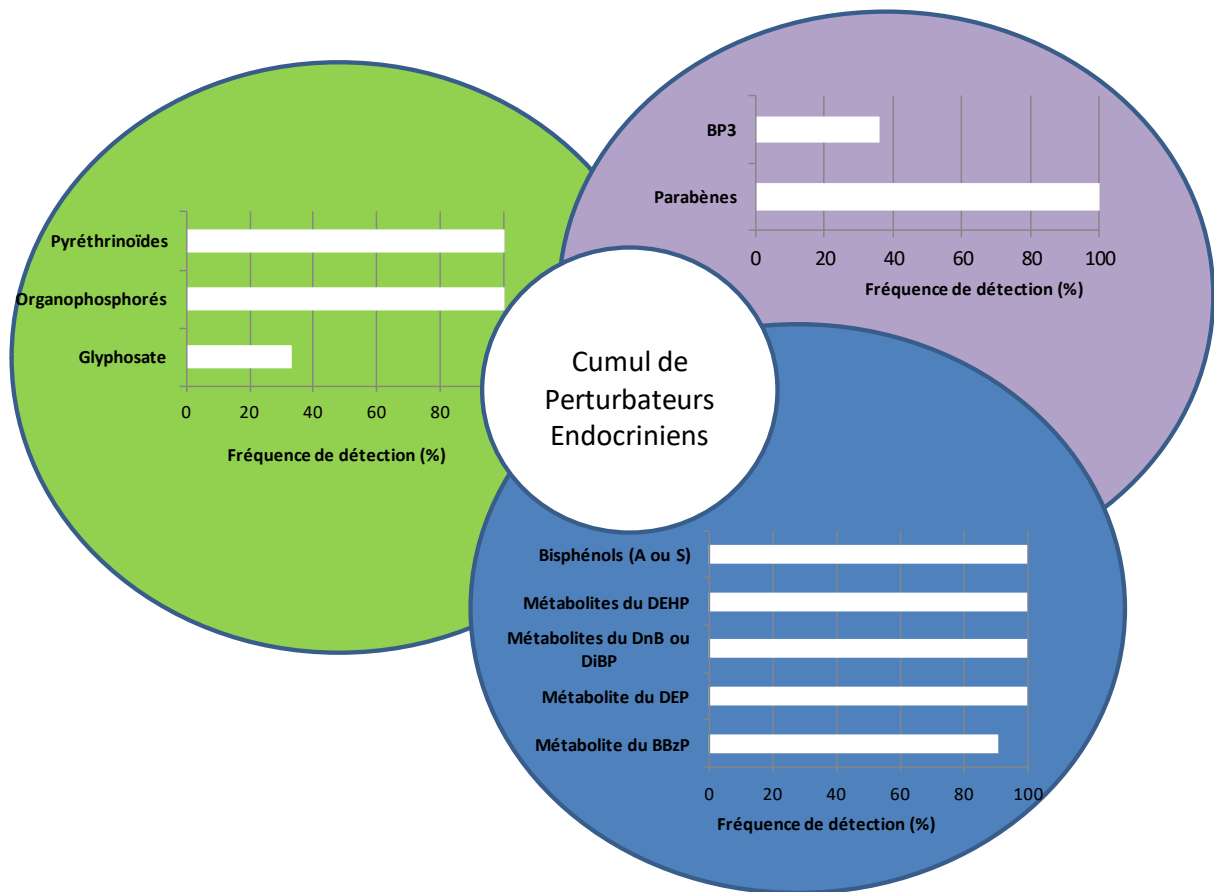 BP3
Parabènes
0 20 40 60 80 100
Fréquence de détection (%)
Pyréthrinoïdes
Organophosphorés
Glyphosate
0 20 40 60 80
Fréquence de détection (%)
Cumul de
Perturbateurs
Endocriniens
Bisphénols (A ou S)
Métabolites du DEHP
Métabolites du DnB ou
DiBP
Métabolite du DEP
Métabolite du BBzP
0 20 40 60 80 100
Fréquence de détection (%)